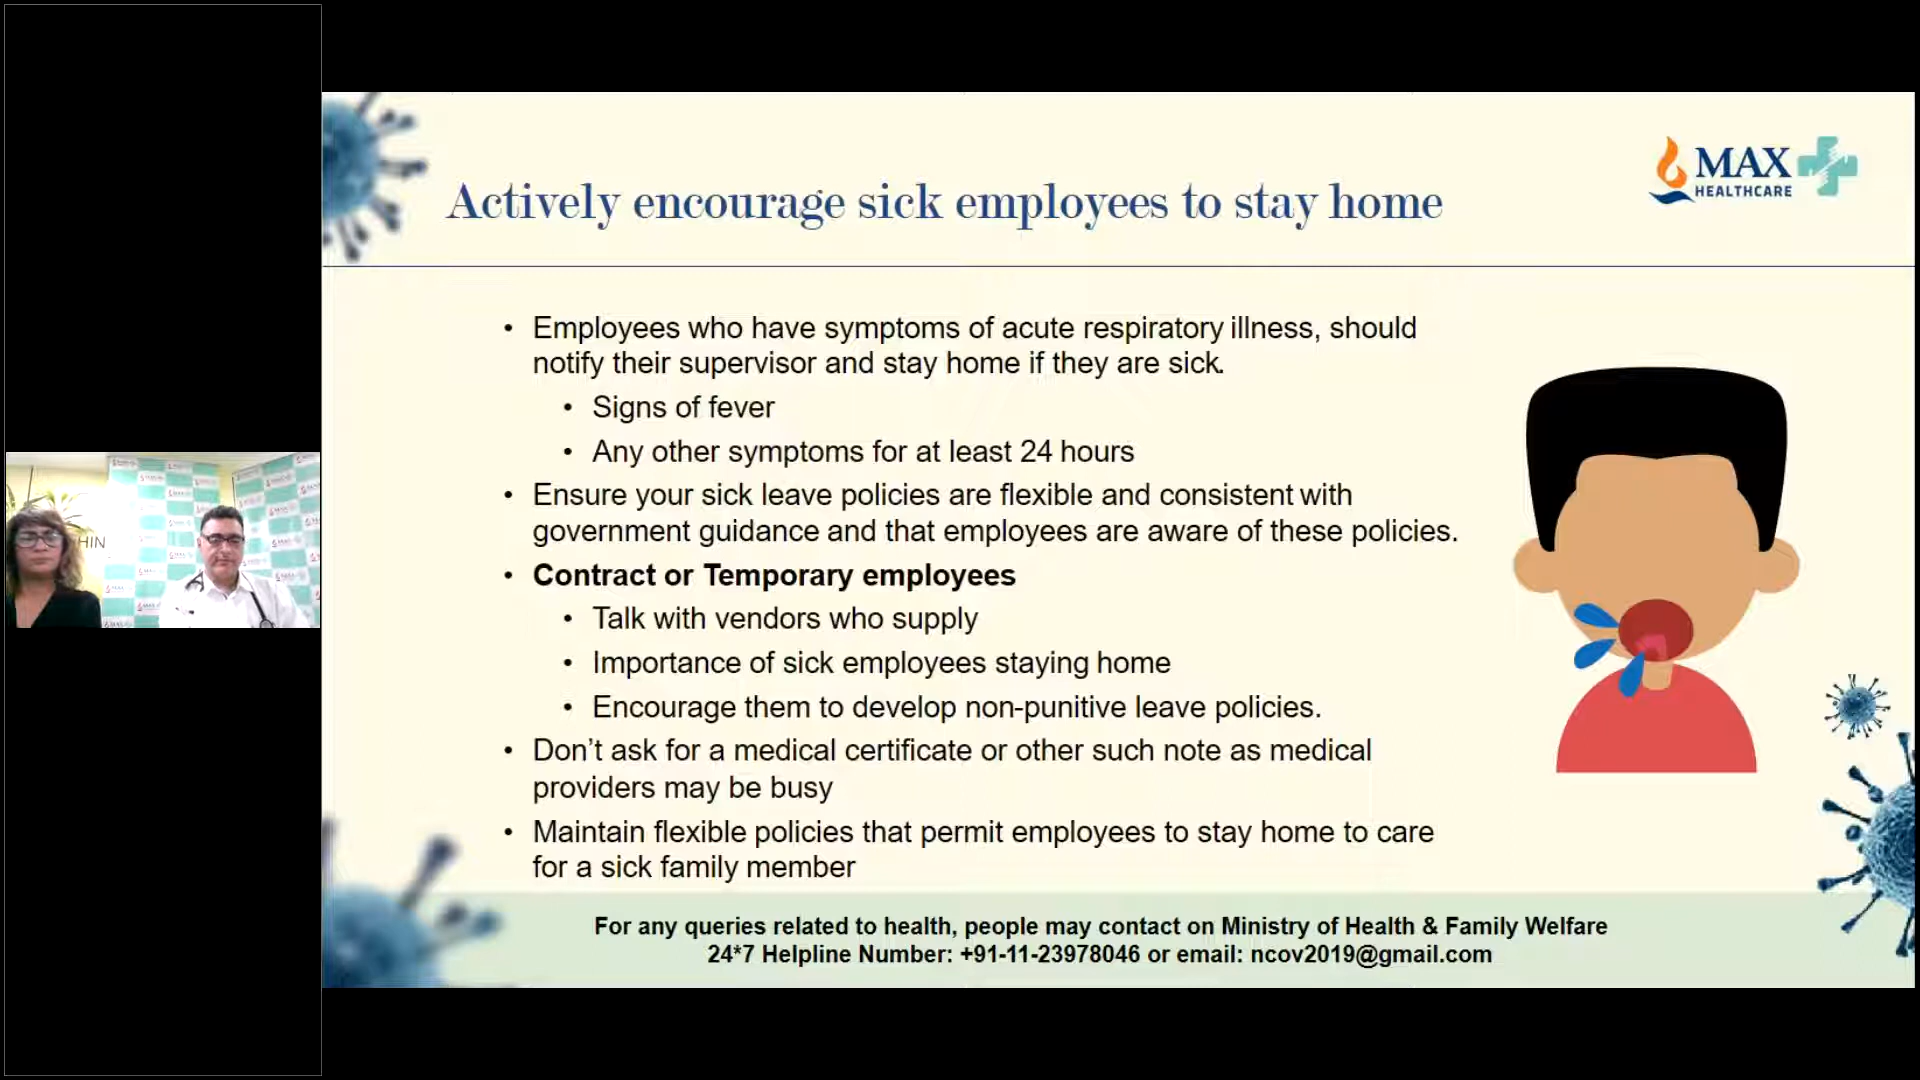 MAX
HEALTHCARE
Actively encourage sick employees to stay home
• Employees who have symptoms of acute respiratory illness, should
notify their supervisor and stay home if they are sick.
• Signs of fever
• Any other symptoms for at least 24 hours
• Ensure your sick leave policies are flexible and consistent with
government guidance and that employees are aware of these policies.
• Contract or Temporary employees
• Talk with vendors who supply
• Importance of sick employees staying home
• Encourage them to develop non-punitive leave policies.
• Don’t ask for a medical certificate or other such note as medical
providers may be busy
• Maintain flexible policies that permit employees to stay home to care
for a sick family member
For any queries related to health, people may contact on Ministry of Health & Family Welfare
24*7 Helpline Number: +91-11-23978046 or email: ncov2019@gmail.com
HIN